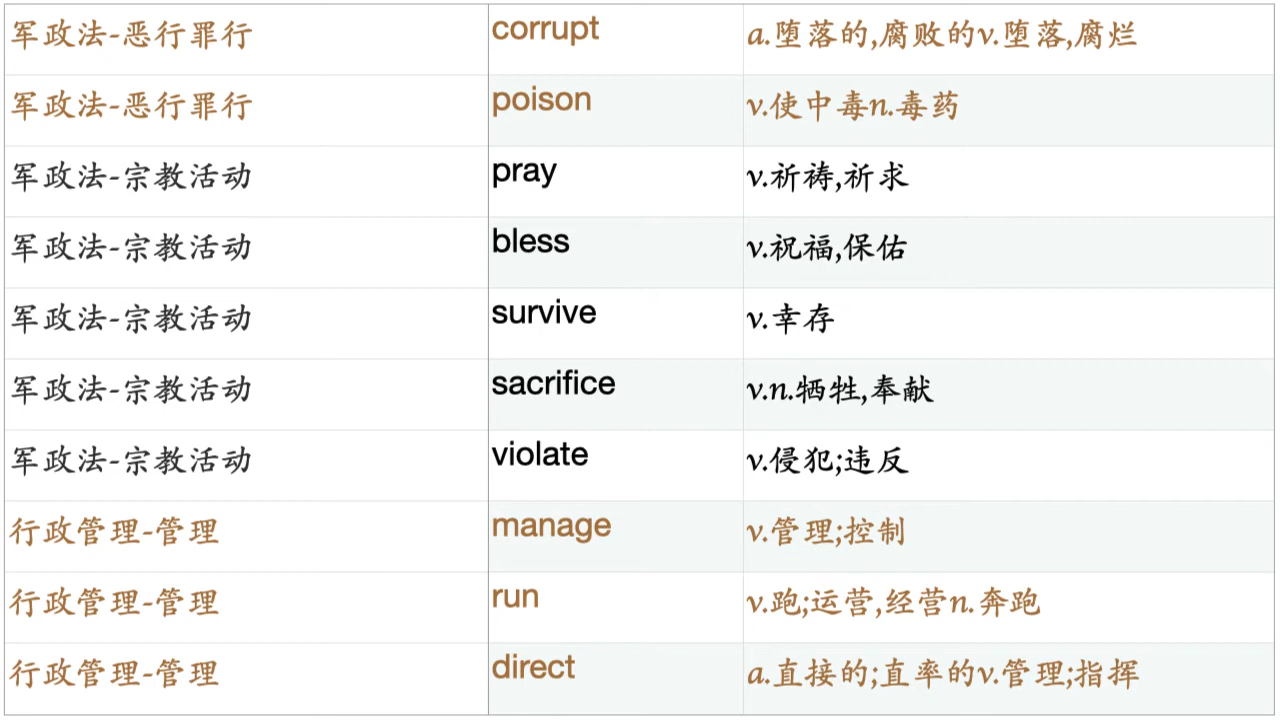 军政法-恶行罪行 corrupt a.堕落的,腐败的v.堕落,腐烂
军政法-恶行罪行 poison v.使中毒n.毒药
军政法-宗教活动 pray v.祈祷,祈求
军政法-宗教活动 bless v.祝福,保佑
军政法-宗教活动 survive v.幸存
军政法-宗教活动 sacrifice v.n.牺牲,奉献
军政法-宗教活动 violate v.侵犯;违反
行政管理-管理 manage v.管理;控制
行政管理-管理 run v.跑;运营,经营n.奔跑
行政管理-管理 direct a.直接的;直率的v.管理;指挥